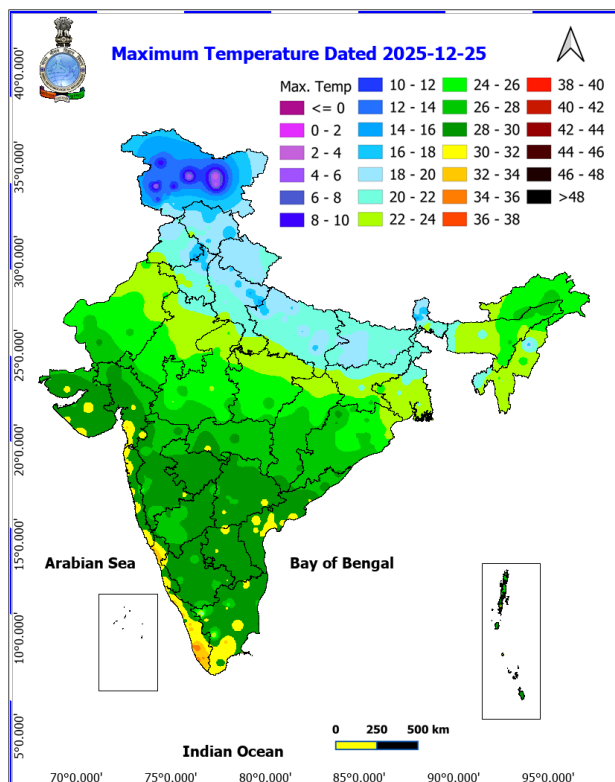 Maximum Temperature Dated 2025-12-25
Max. Temp
<= 0
0 - 2
2 - 4
4 - 6
6 - 8
8 - 10
10 - 12
12 - 14
14 - 16
16 - 18
18 - 20
20 - 22
22 - 24
24 - 26
26 - 28
28 - 30
30 - 32
32 - 34
34 - 36
36 - 38
38 - 40
40 - 42
42 - 44
44 - 46
46 - 48
>48
40°0.000'
35°0.000'
30°0.000'
25°0.000'
20°0.000'
15°0.000'
10°0.000'
5°0.000'
Arabian Sea
Bay of Bengal
Indian Ocean
0 250 500 km
70°0.000' 75°0.000' 80°0.000' 85°0.000' 90°0.000' 95°0.000'